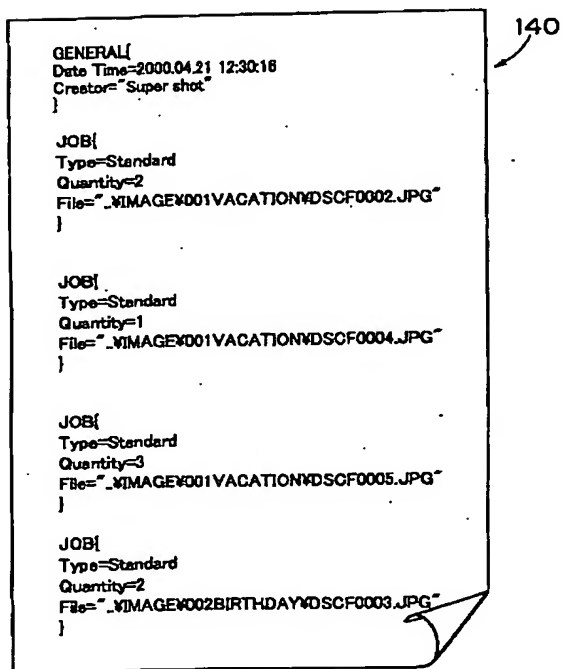 140
GENERAL{
Date Time=2000.04.21 12:30:16
Creator="Super shot"
}
JOB{
Type=Standard
Quantity=2
File="..¥IMAGE¥001VACATION¥DSCF0002.JPG"
}
JOB{
Type=Standard
Quantity=1
File="..¥IMAGE¥001VACATION¥DSCF0004.JPG"
}
JOB{
Type=Standard
Quantity=3
File="..¥IMAGE¥001VACATION¥DSCF0005.JPG"
}
JOB{
Type=Standard
Quantity=2
File="..¥IMAGE¥002BIRTHDAY¥DSCF0003.JPG"
}